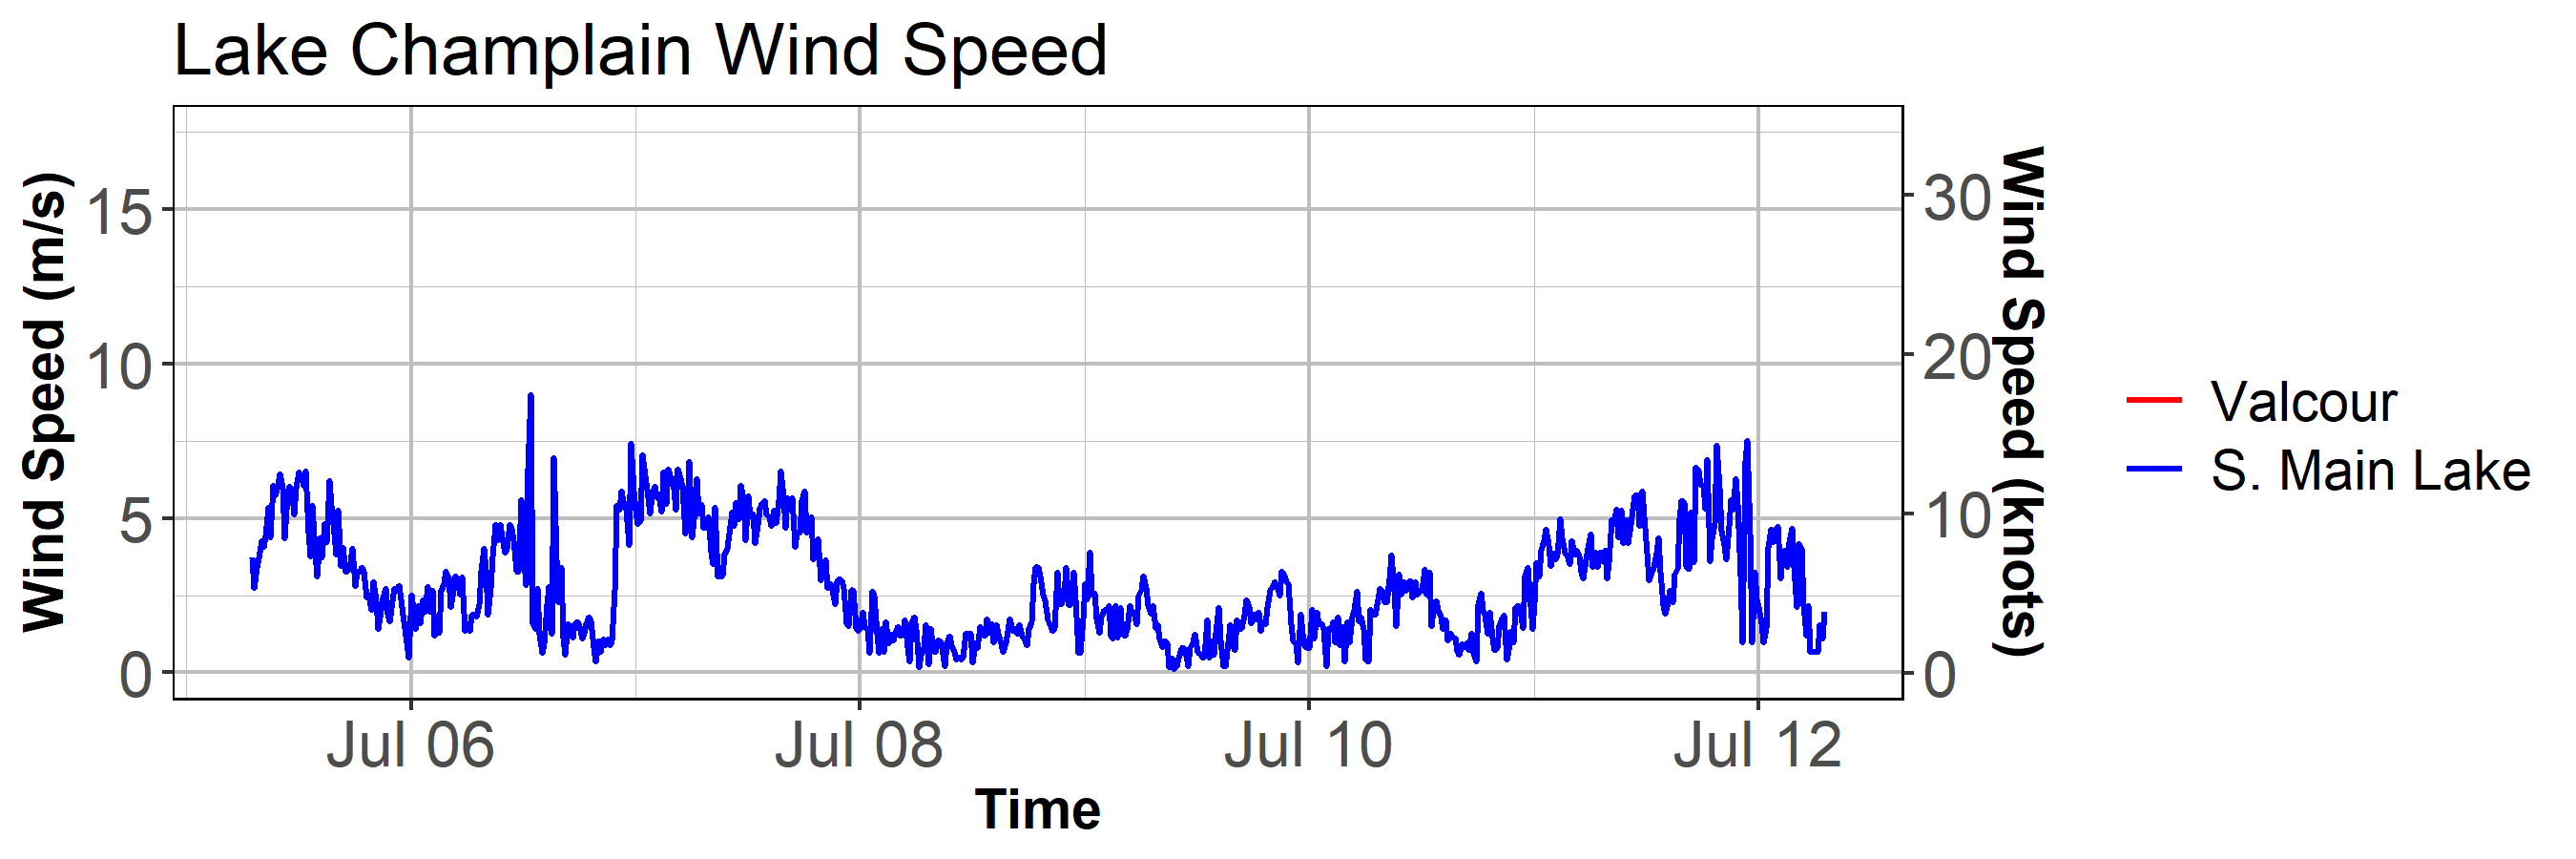 Lake Champlain Wind Speed
Wind Speed (m/s)
15
10
5
0
30
20
10
0
Wind Speed (knots)
Jul 06
Jul 08
Jul 10
Jul 12
Time
Valcour
S. Main Lake